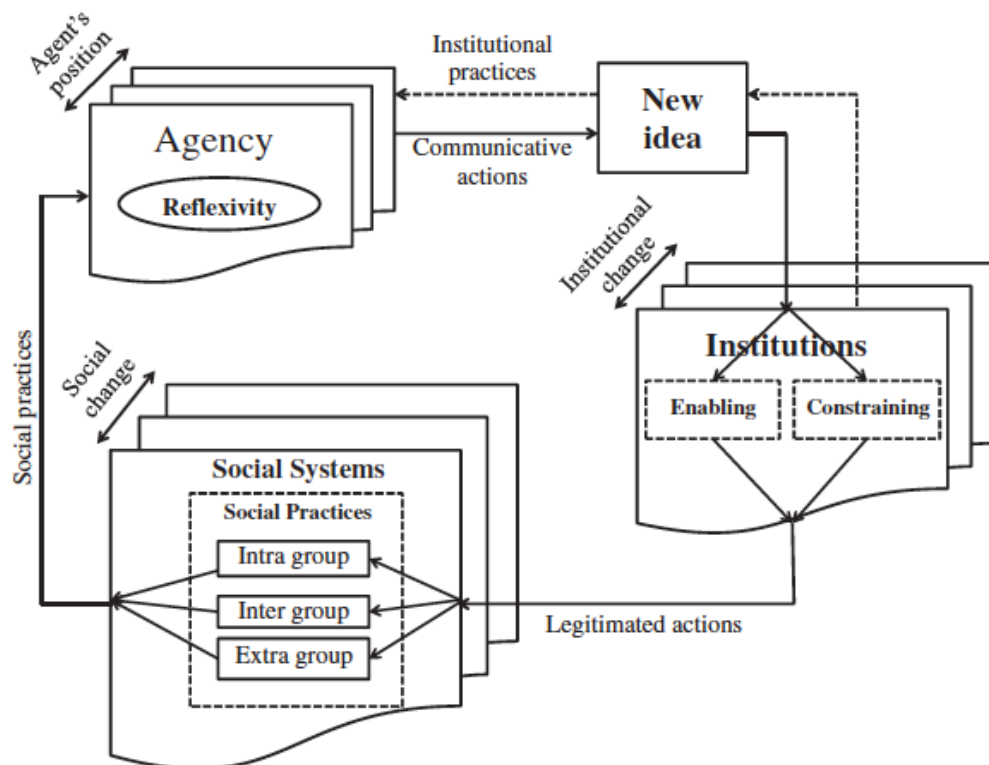 Agent's
position
Institutional
practices
New
idea
Agency
Communicative
actions
Reflexivity
Institutional
change
Social practices
Social
change
Institutions
Enabling
Constraining
Social Systems
Social Practices
Intra group
Inter group
Extra group
Legitimated actions